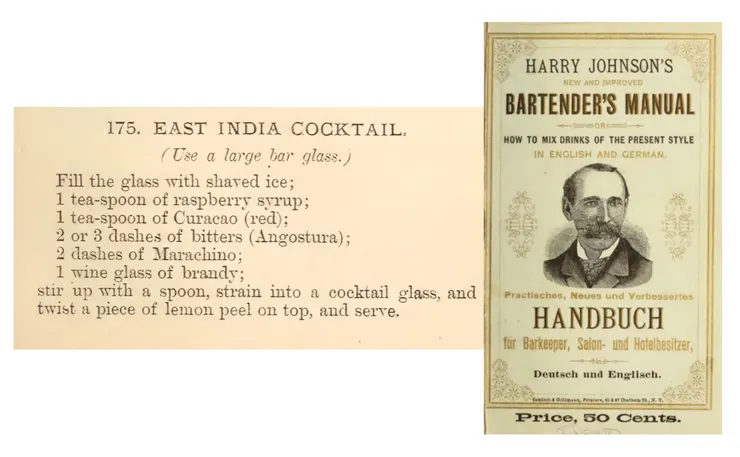 175. EAST INDIA COCKTAIL.
(Use a large bar glass.)
Fill the glass with shaved ice;
1 tea-spoon of raspberry syrup;
1 tea-spoon of Curacao (red);
2 or 3 dashes of bitters (Angostura);
2 dashes of Marachino;
1 wine glass of brandy;
stir up with a spoon, strain into a cocktail glass, and
twist a piece of lemon peel on top, and serve.
HARRY JOHNSON'S
NEW AND IMPROVED
BARTENDER'S MANUAL
OR
HOW TO MIX DRINKS OF THE PRESENT STYLE
IN ENGLISH AND GERMAN.
Practisches, Neues und Verbessertes
HANDBUCH
für Barkeeper, Salon- und Hotelbesitzer,
Deutsch und Englisch.
Printers, N. Y.
Price, 50 Cents.